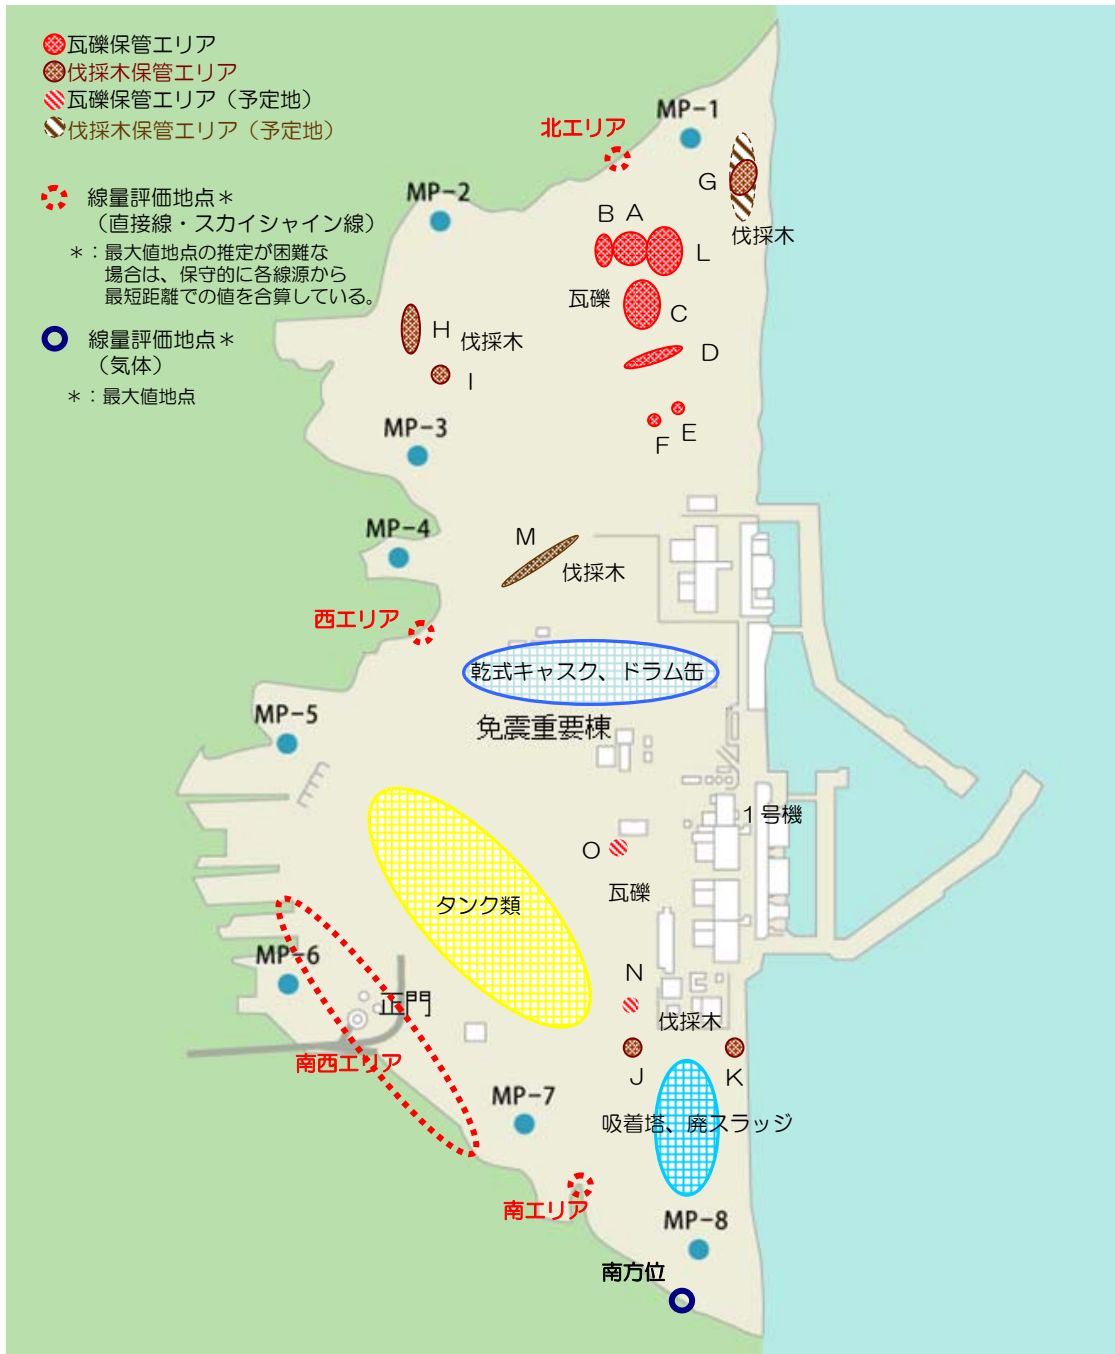 瓦礫保管エリア
伐採木保管エリア
瓦礫保管エリア（予定地）
伐採木保管エリア（予定地）
線量評価地点＊
（直接線・スカイシャイン線）
＊：最大値地点の推定が困難な
場合は、保守的に各線源から
最短距離での値を合算している。
線量評価地点＊
（気体）
＊：最大値地点
MP-1
北エリア
MP-2
G
伐採木
B A
L
瓦礫
C
H
伐採木
D
I
E
F
MP-3
MP-4
M
伐採木
西エリア
乾式キャスク、ドラム缶
免震重要棟
MP-5
1号機
O
瓦礫
タンク類
MP-6
正門
N
伐採木
南西エリア
J
K
MP-7
吸着塔、廃スラッジ
南エリア
MP-8
南方位